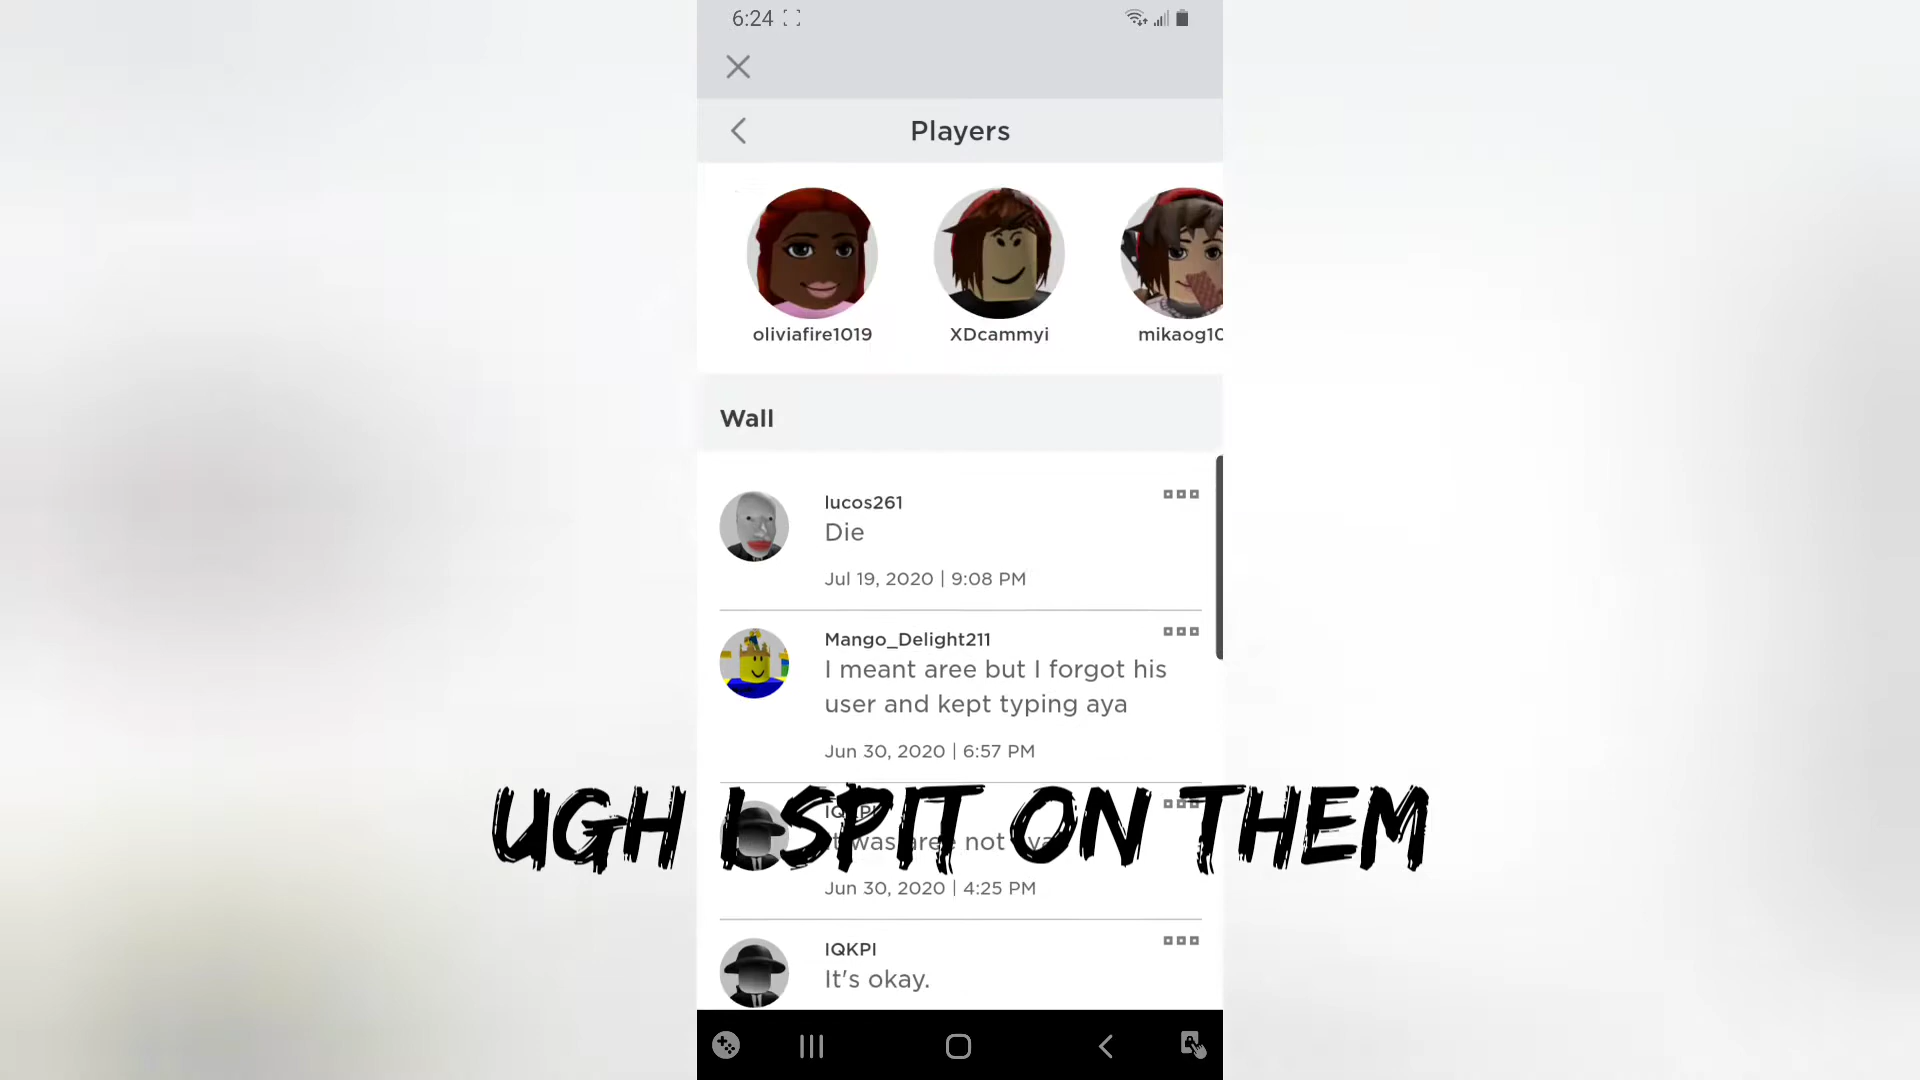 6:24
Players
oliviafire1019
XDcammyi
mikaog10
Wall
lucos261
Die
Jul 19, 2020 | 9:08 PM
Mango_Delight211
I meant aree but I forgot his
user and kept typing aya
Jun 30, 2020 | 6:57 PM
UGH I SPIT ON THEM
Jun 30, 2020 | 4:25 PM
IQKPI
It's okay.